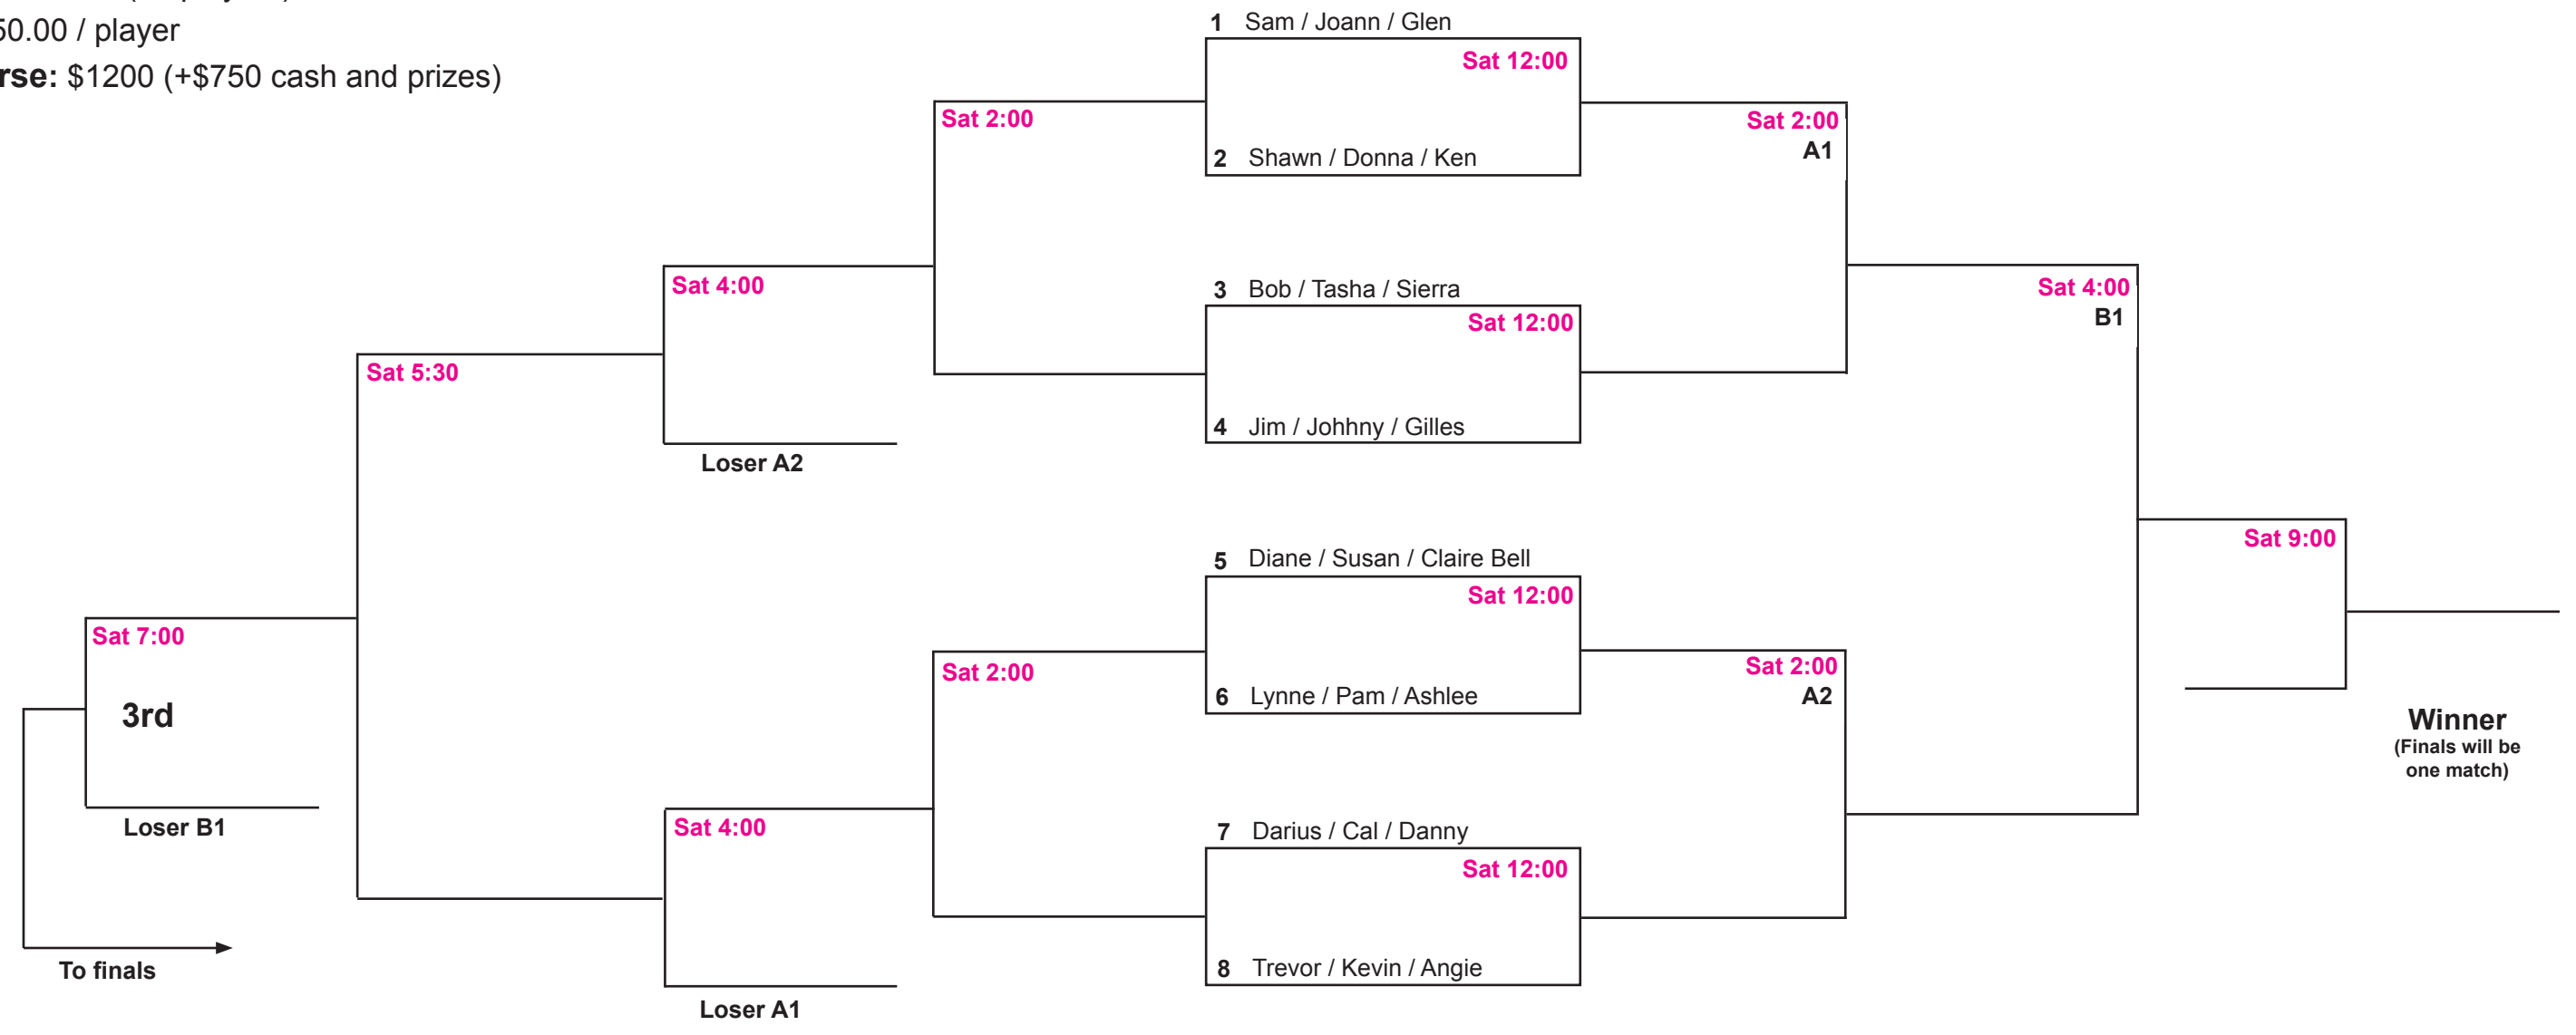 50.00 / player
rse: $1200 (+$750 cash and prizes)
1 Sam / Joann / Glen
Sat 12:00
2 Shawn / Donna / Ken
Sat 2:00
Sat 2:00
A1
3 Bob / Tasha / Sierra
Sat 12:00
4 Jim / Johhny / Gilles
Sat 4:00
Loser A2
Sat 4:00
B1
Sat 5:30
5 Diane / Susan / Claire Bell
Sat 12:00
6 Lynne / Pam / Ashlee
Sat 2:00
Sat 2:00
A2
Sat 9:00
Sat 7:00
3rd
Loser B1
To finals
Winner
(Finals will be
one match)
7 Darius / Cal / Danny
Sat 12:00
8 Trevor / Kevin / Angie
Sat 4:00
Loser A1